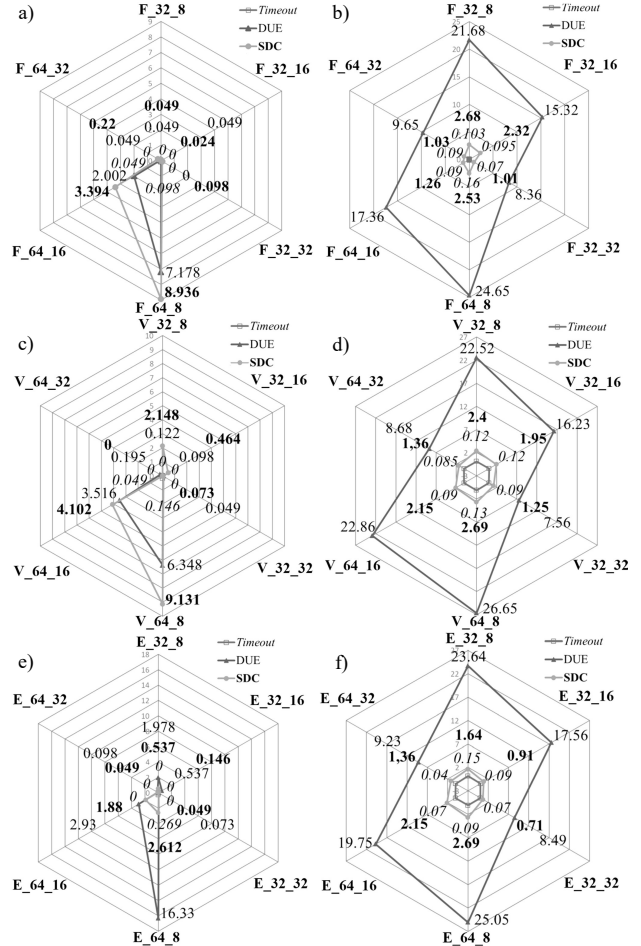 a)
F_32_8
Timeout
DUE
SDC
F_64_32
F_32_16
0.049
0.049
0.22
0.049
0.024
0.049
0
0
0.049
0
0
2.002
0
0.098
0.098
3.394
F_64_16
F_32_32
7.178
8.936
F_64_8
b)
F_32_8
Timeout
DUE
SDC
21.68
F_64_32
F_32_16
15.32
2.68
9.65
1.03
0.103
2.32
0.09
0.095
0.09
0.07
1.26
0.16
1.01
2.53
8.36
17.36
F_64_16
F_32_32
24.65
F_64_8
c)
V_32_8
Timeout
DUE
SDC
V_64_32
V_32_16
2.148
0.122
0
0.464
0.195
0.098
0
0
0.049
0
0
3.516
0.073
4.102
0.146
0.049
V_64_16
V_32_32
6.348
9.131
V_64_8
d)
V_32_8
Timeout
DUE
SDC
22.52
V_64_32
V_32_16
16.23
2.4
8.68
1,36
0.12
1.95
0.085
0.12
0.09
0.09
2.15
0.13
1.25
2.69
7.56
22.86
V_64_16
V_32_32
26.65
V_64_8
e)
E_32_8
Timeout
DUE
SDC
E_64_32
E_32_16
1.978
0.537
0.098
0.146
0.049
0
0.537
0
0
0
0
1.88
0.049
2.93
0.269
0.073
2.612
E_64_16
E_32_32
16.33
E_64_8
f)
E_32_8
Timeout
DUE
SDC
23.64
E_64_32
E_32_16
17.56
1.64
9.23
1,36
0.15
0.91
0.04
0.09
0.07
0.07
2.15
0.09
0.71
2.69
8.49
19.75
E_64_16
E_32_32
25.05
E_64_8